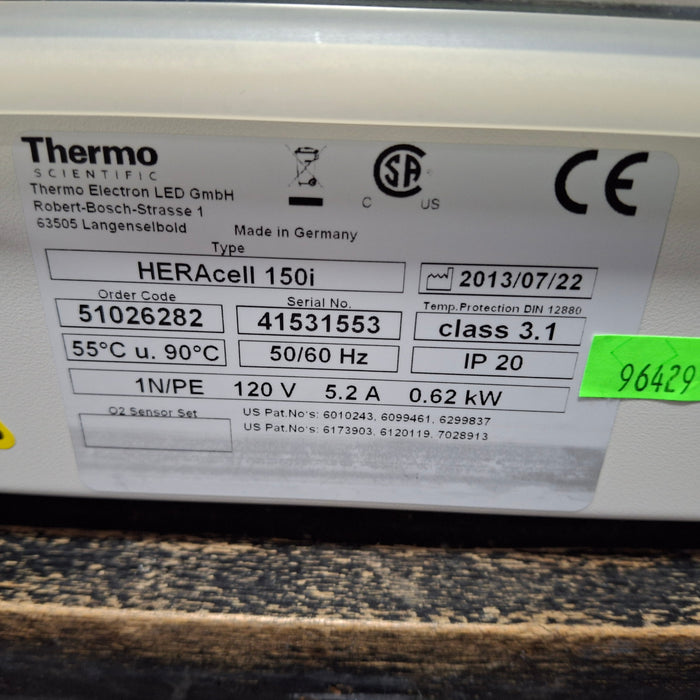 Thermo
SCIENTIFIC
Thermo Electron LED GmbH
Robert-Bosch-Strasse 1
63505 Langenselbold
Made in Germany
SA
C US
CE
Type
HERAcell 150i
2013/07/22
Order Code
51026282
Serial No.
41531553
Temp.Protection DIN 12880
class 3.1
55°C u. 90°C
50/60 Hz
IP 20
1N/PE 120 V 5.2 A 0.62 kW
O2 Sensor Set
US Pat.No's: 6010243, 6099461, 6299837
US Pat.No's: 6173903, 6120119, 7028913
96429